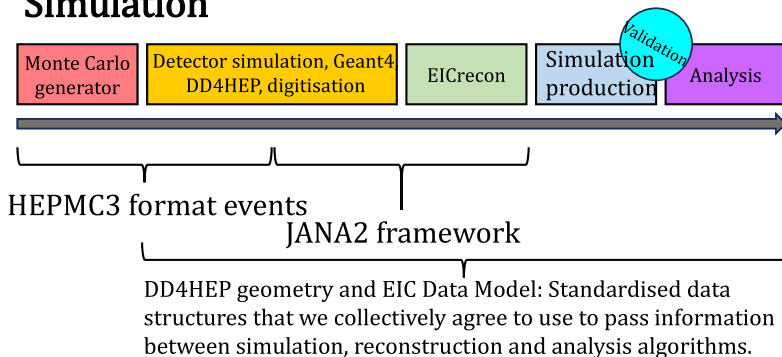 Simulation
Monte Carlo
generator
Detector simulation, Geant4,
DD4HEP, digitisation
EICrecon
Simulation
production
Validation
Analysis
HEPMC3 format events
JANA2 framework
DD4HEP geometry and EIC Data Model: Standardised data
structures that we collectively agree to use to pass information
between simulation, reconstruction and analysis algorithms.